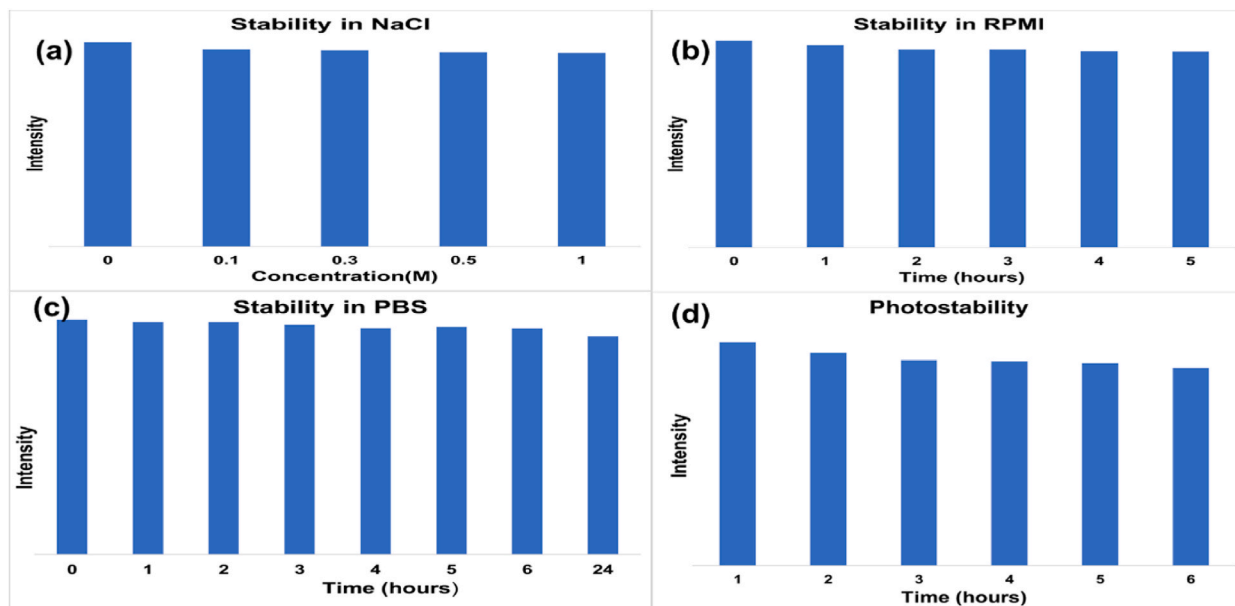 Stability in NaCl
(a)
Intensity
0 0.1 0.3 0.5 1
Concentration(M)
Stability in RPMI
(b)
Intensity
0 1 2 3 4 5
Time (hours)
Stability in PBS
(c)
Intensity
0 1 2 3 4 5 6 24
Time (hours)
Photostability
(d)
Intensity
1 2 3 4 5 6
Time (hours)